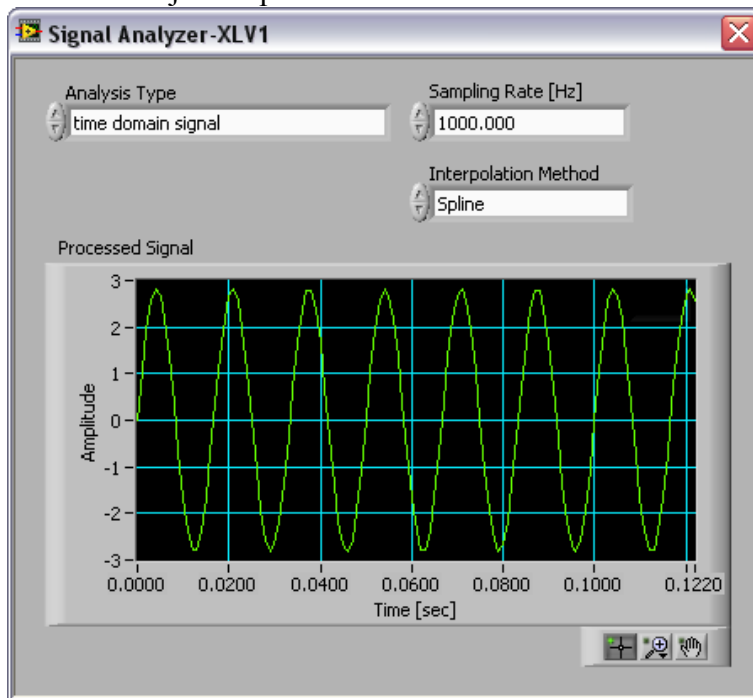 Signal Analyzer-XLV1
Analysis Type
time domain signal
Sampling Rate [Hz]
1000.000
Interpolation Method
Spline
Processed Signal
Amplitude
3
2
1
0
-1
-2
-3
0.0000 0.0200 0.0400 0.0600 0.0800 0.1000 0.1220
Time [sec]